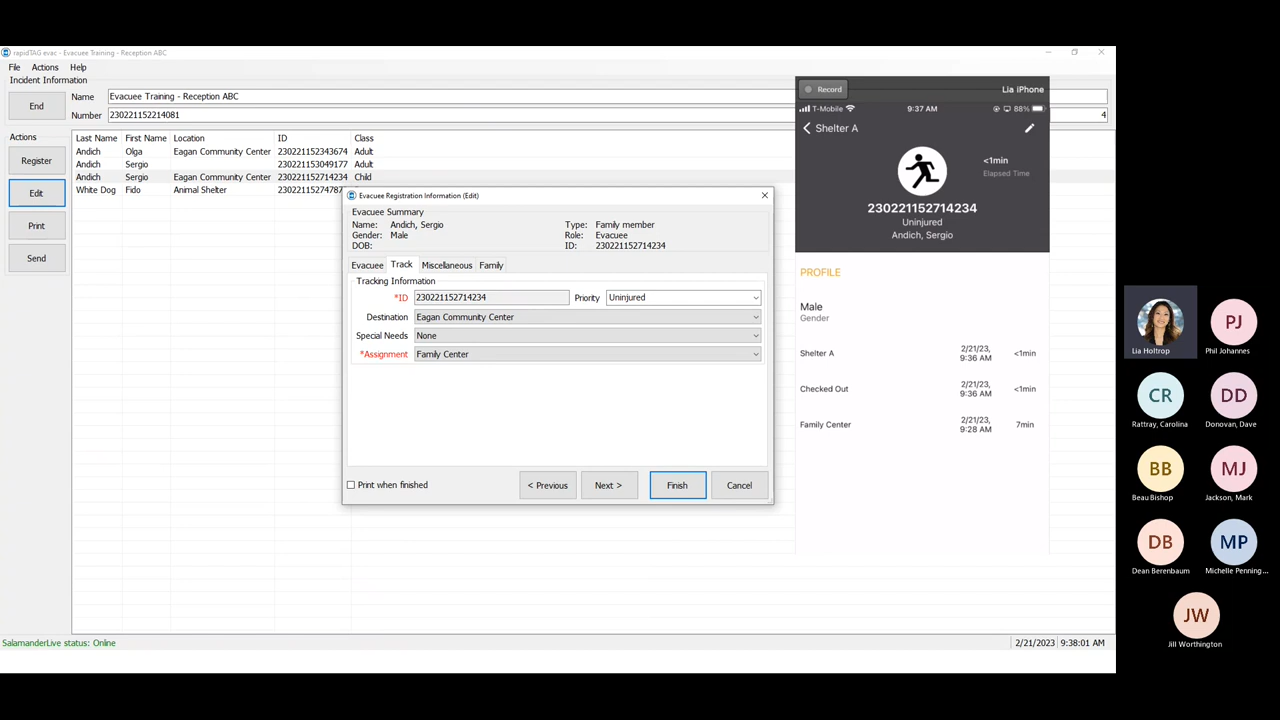 rapidTAG evac - Evacuee Training - Reception ABC
File Actions Help
Incident Information
End
Name Evacuee Training - Reception ABC
Number 230221152214081 4
Actions
Register
Edit
Print
Send
Last Name First Name Location ID Class
Andich Olga Eagan Community Center 230221152343674 Adult
Andich Sergio 230221153049177 Adult
Andich Sergio Eagan Community Center 230221152714234 Child
White Dog Fido Animal Shelter 23022115274787
Evacuee Registration Information (Edit)
Evacuee Summary
Name: Andich, Sergio Type: Family member
Gender: Male Role: Evacuee
DOB: ID: 230221152714234
Evacuee Track Miscellaneous Family
Tracking Information
*ID 230221152714234 Priority Uninjured
Destination Eagan Community Center
Special Needs None
*Assignment Family Center
Print when finished < Previous Next > Finish Cancel
Record Lia iPhone
T-Mobile 9:37 AM 88%
Shelter A
<1min
Elapsed Time
230221152714234
Uninjured
Andich, Sergio
PROFILE
Male
Gender
Shelter A 2/21/23, 9:36 AM <1min
Checked Out 2/21/23, 9:36 AM <1min
Family Center 2/21/23, 9:28 AM 7min
SalamanderLive status: Online 2/21/2023 9:38:01 AM
Lia Holtrop
PJ
Phil Johannes
CR
Rattray, Carolina
DD
Donovan, Dave
BB
Beau Bishop
MJ
Jackson, Mark
DB
Dean Berenbaum
MP
Michelle Penning...
JW
Jill Worthington